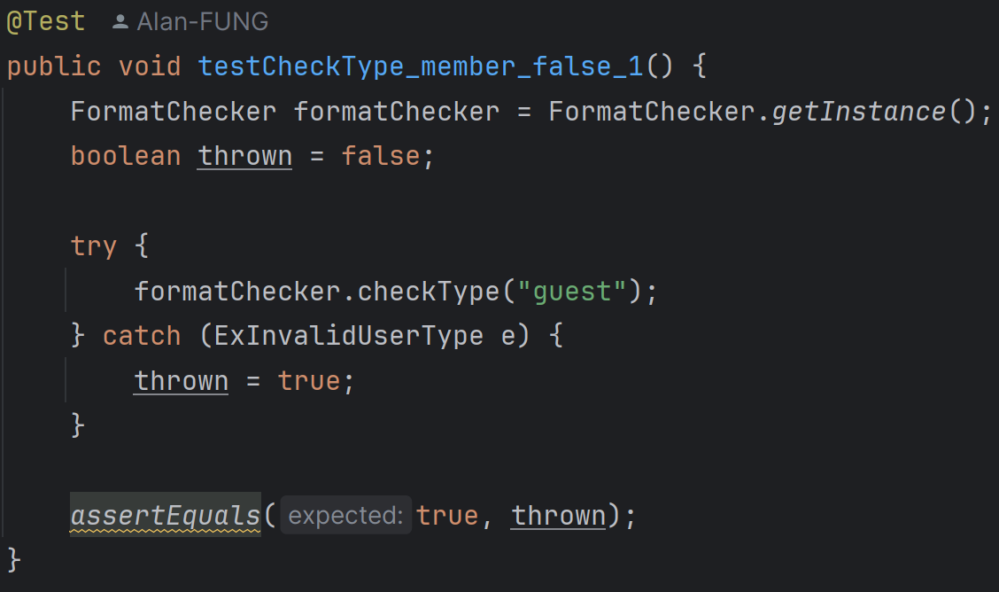 @Test Alan-FUNG
public void testCheckType_member_false_1() {
FormatChecker formatChecker = FormatChecker.getInstance();
boolean thrown = false;
try {
formatChecker.checkType("guest");
} catch (ExInvalidUserType e) {
thrown = true;
}
assertEquals( expected: true, thrown);
}